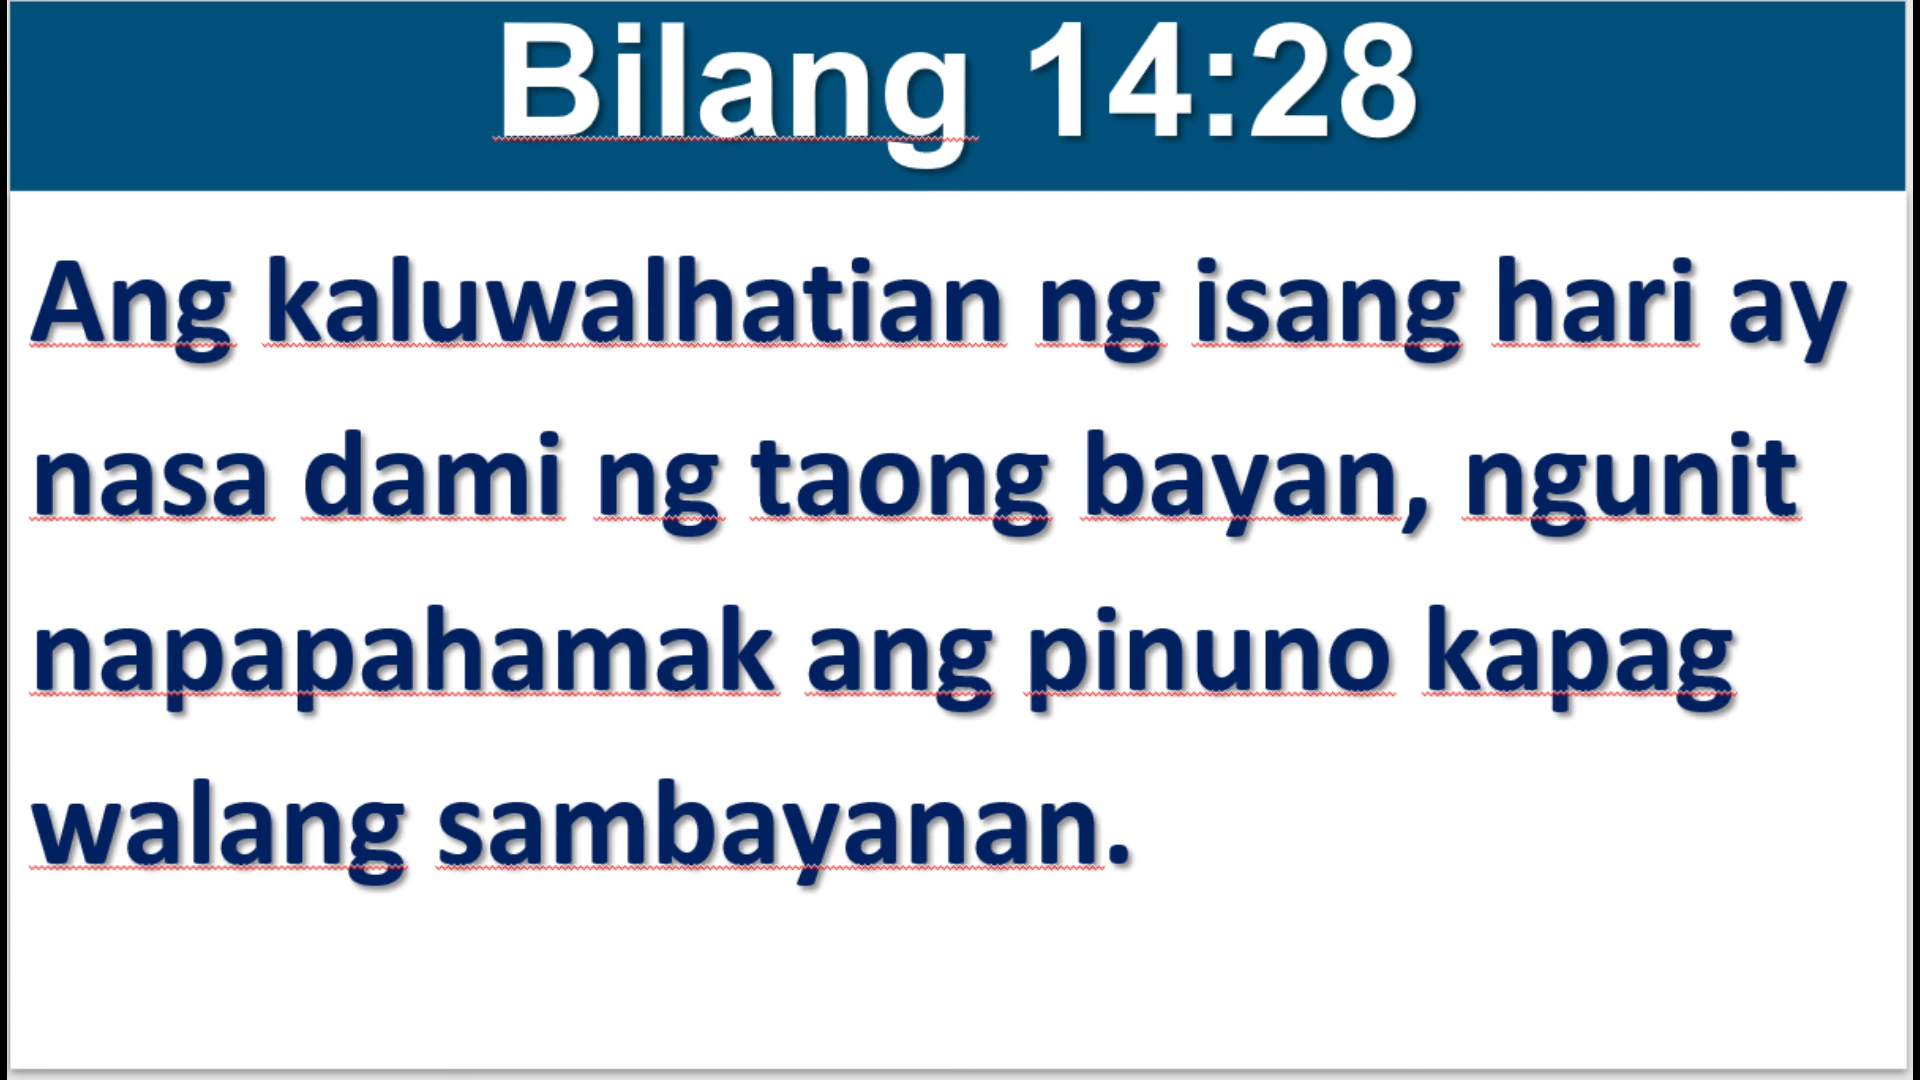 Bilang 14:28
Ang kaluwalhatian ng isang hari ay
nasa dami ng taong bayan, ngunit
napapahamak ang pinuno kapag
walang sambayanan.